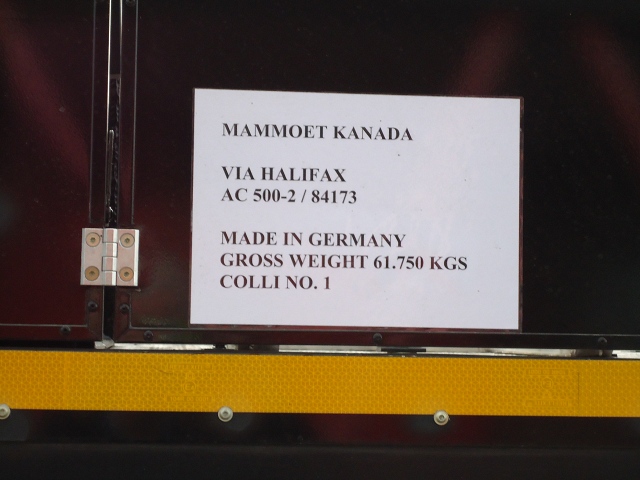 MAMMOET KANADA
VIA HALIFAX
AC 500-2 / 84173
MADE IN GERMANY
GROSS WEIGHT 61.750 KGS
COLLI NO. 1